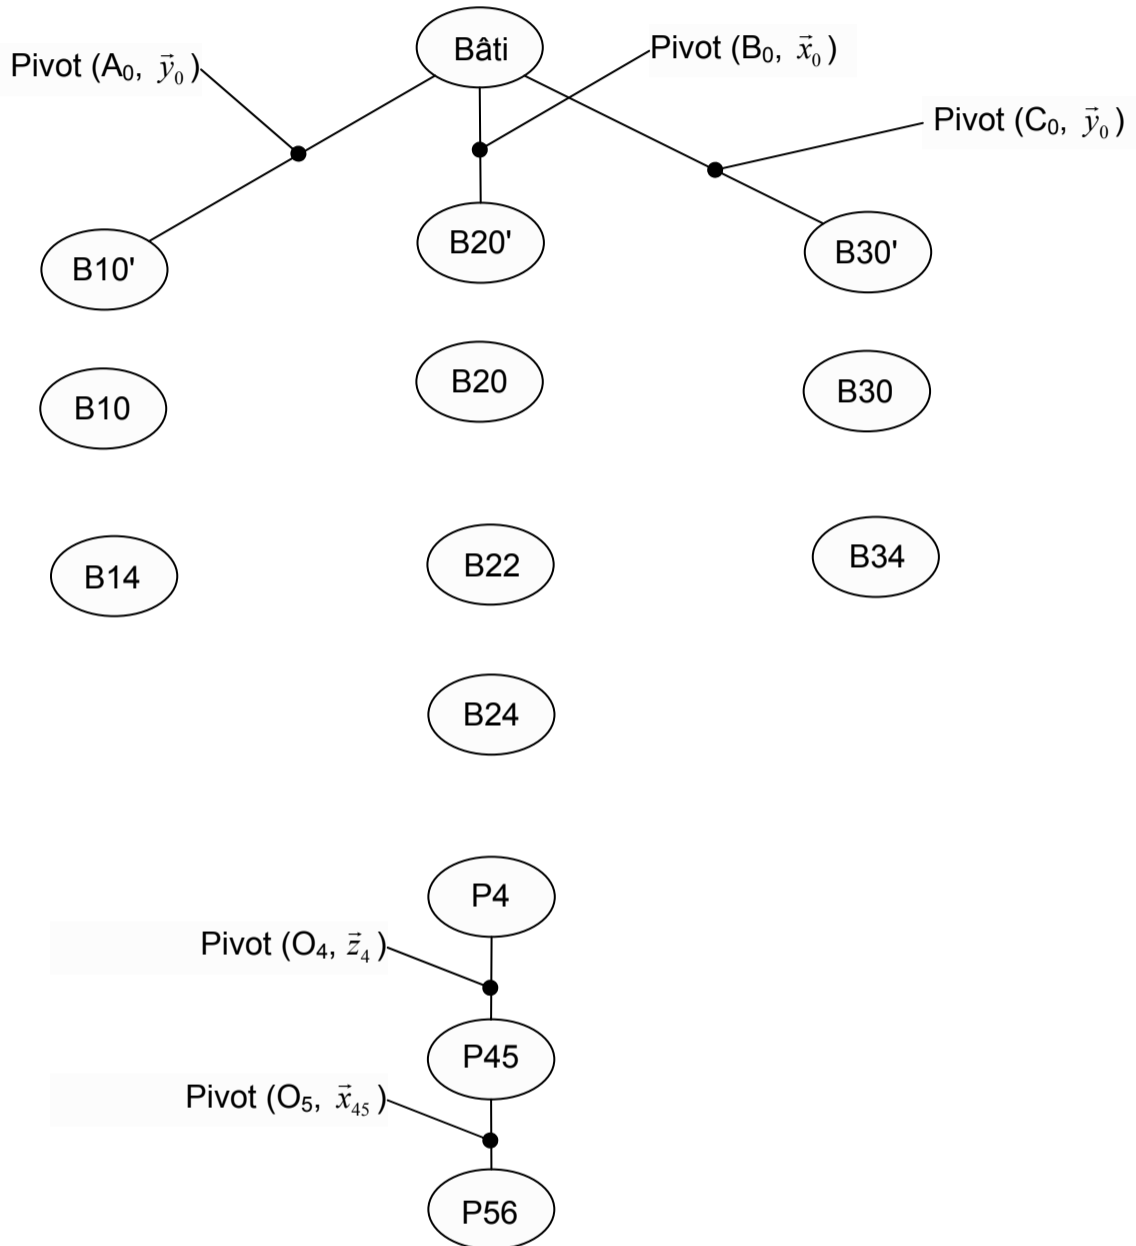 Bâti
Pivot (A₀, y⃗₀)
Pivot (B₀, x⃗₀)
Pivot (C₀, y⃗₀)
B10'
B20'
B30'
B10
B20
B30
B14
B22
B34
B24
P4
Pivot (O₄, z⃗₄)
P45
Pivot (O₅, x⃗₄₅)
P56